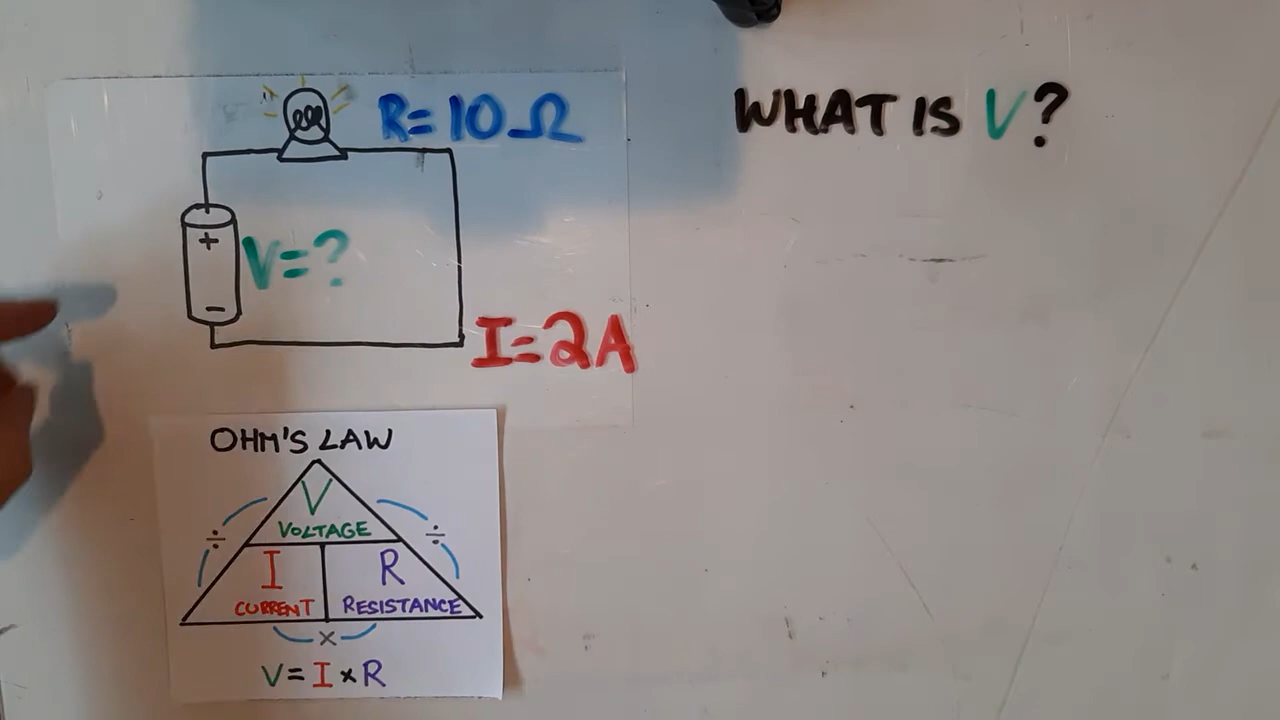 R=10Ω
WHAT IS V?
+
V=?
-
I=2A
OHM'S LAW
V
VOLTAGE
÷ ÷
I R
CURRENT RESISTANCE
×
V=I×R